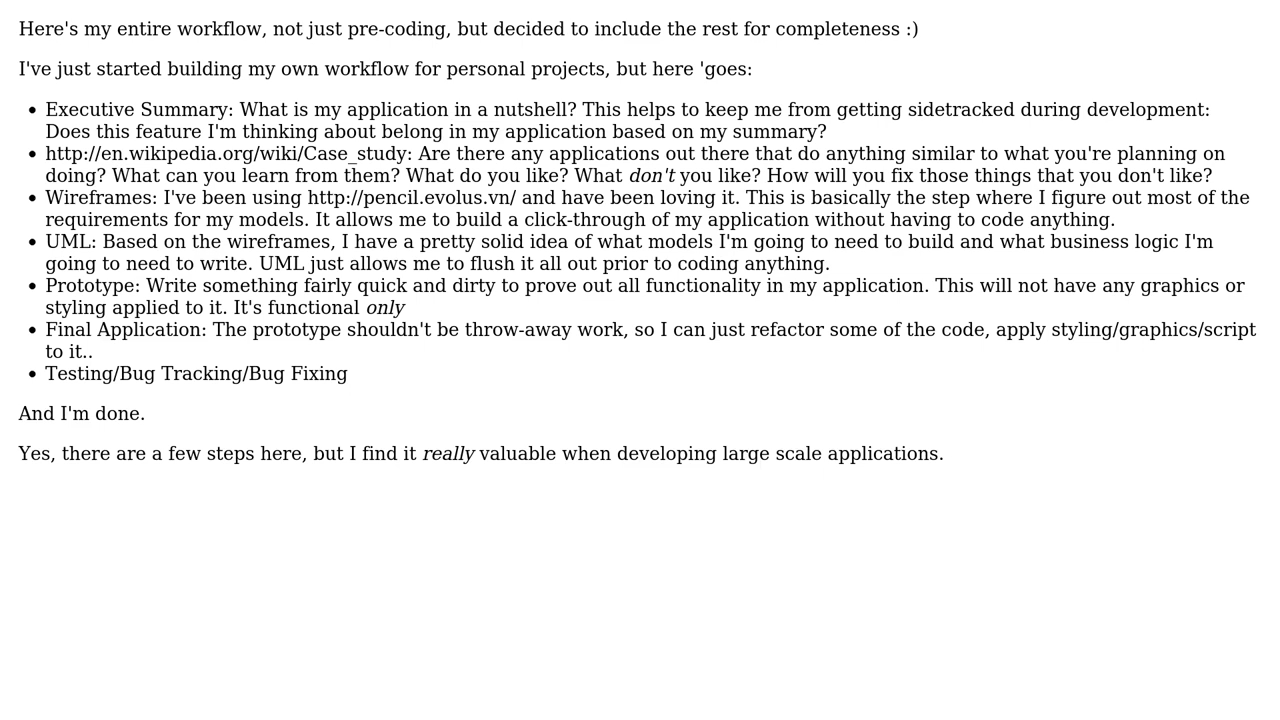 Here's my entire workflow, not just pre-coding, but decided to include the rest for completeness :)
I've just started building my own workflow for personal projects, but here 'goes:
• Executive Summary: What is my application in a nutshell? This helps to keep me from getting sidetracked during development:
Does this feature I'm thinking about belong in my application based on my summary?
• http://en.wikipedia.org/wiki/Case_study: Are there any applications out there that do anything similar to what you're planning on
doing? What can you learn from them? What do you like? What don't you like? How will you fix those things that you don't like?
• Wireframes: I've been using http://pencil.evolus.vn/ and have been loving it. This is basically the step where I figure out most of the
requirements for my models. It allows me to build a click-through of my application without having to code anything.
• UML: Based on the wireframes, I have a pretty solid idea of what models I'm going to need to build and what business logic I'm
going to need to write. UML just allows me to flush it all out prior to coding anything.
• Prototype: Write something fairly quick and dirty to prove out all functionality in my application. This will not have any graphics or
styling applied to it. It's functional only
• Final Application: The prototype shouldn't be throw-away work, so I can just refactor some of the code, apply styling/graphics/script
to it..
• Testing/Bug Tracking/Bug Fixing
And I'm done.
Yes, there are a few steps here, but I find it really valuable when developing large scale applications.